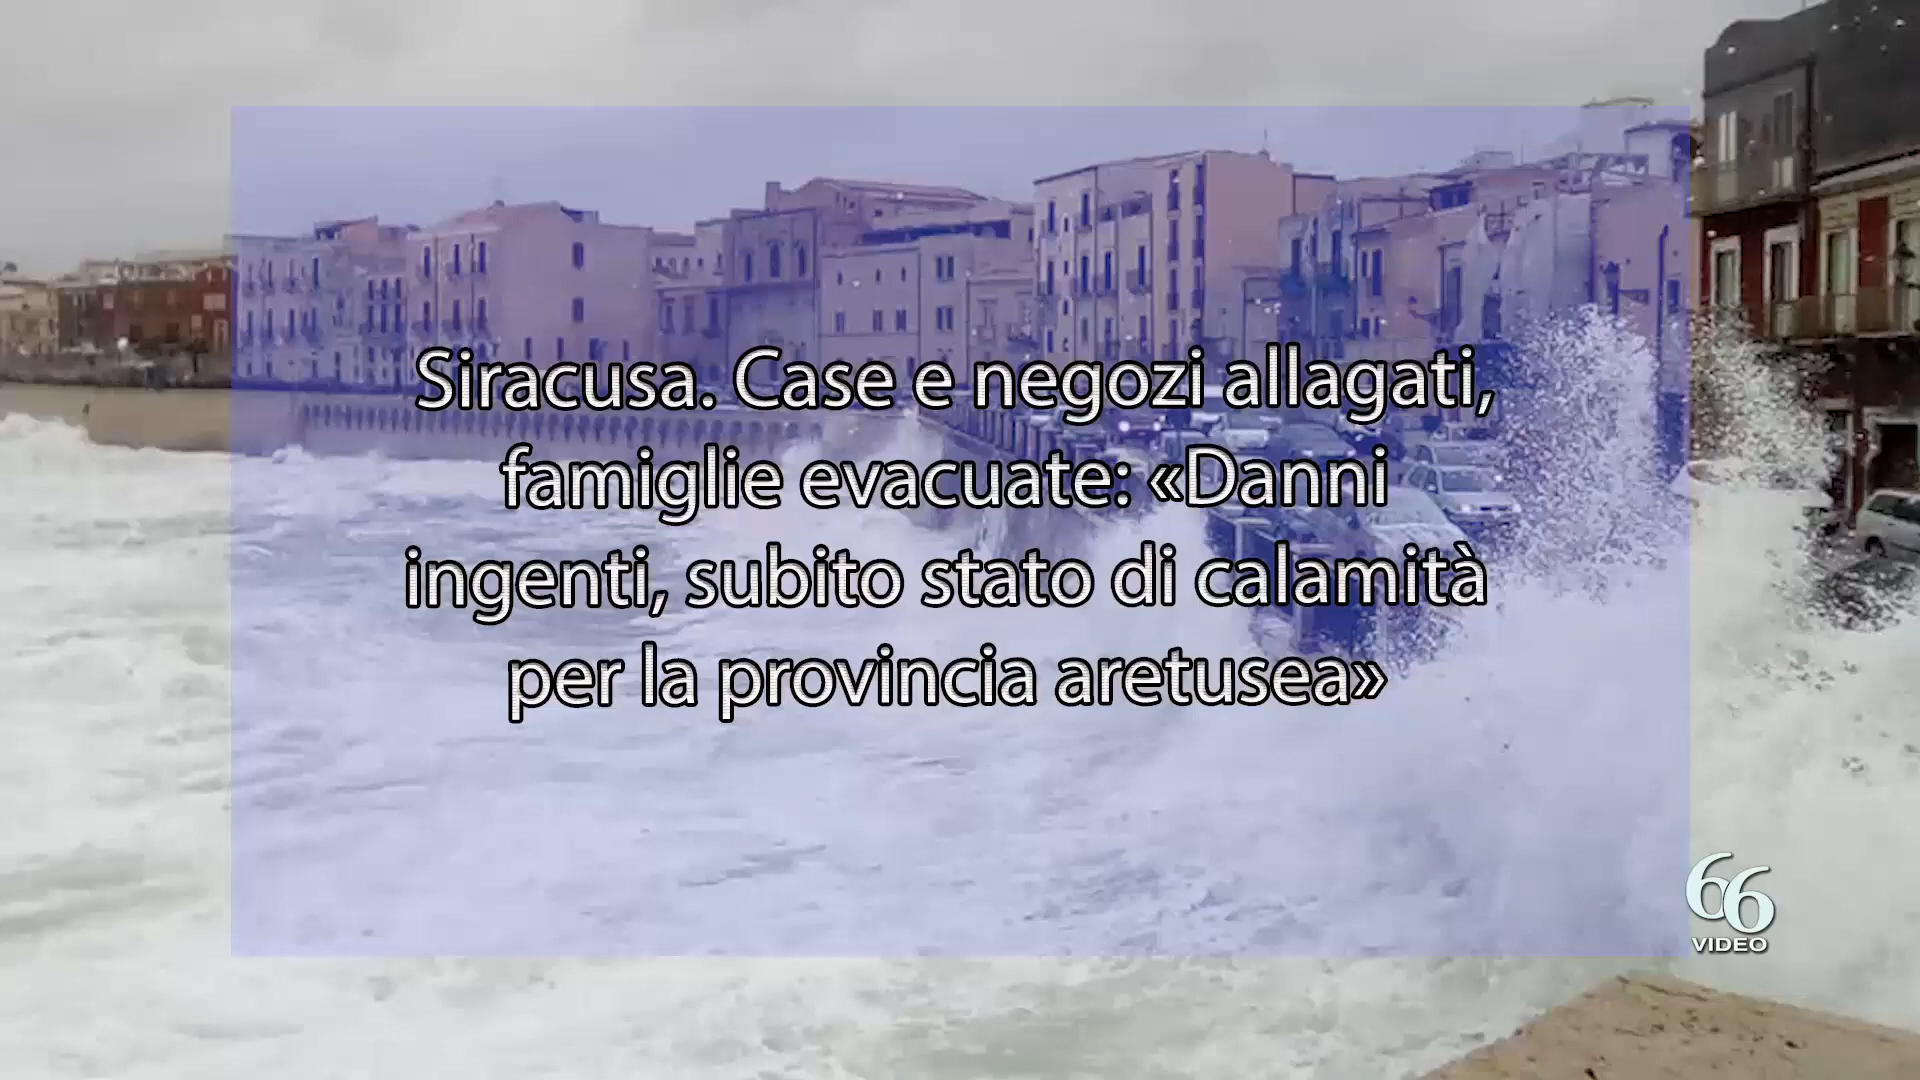 Siracusa. Case e negozi allagati,
famiglie evacuate: «Danni
ingenti, subito stato di calamità
per la provincia aretusea»
66
VIDEO